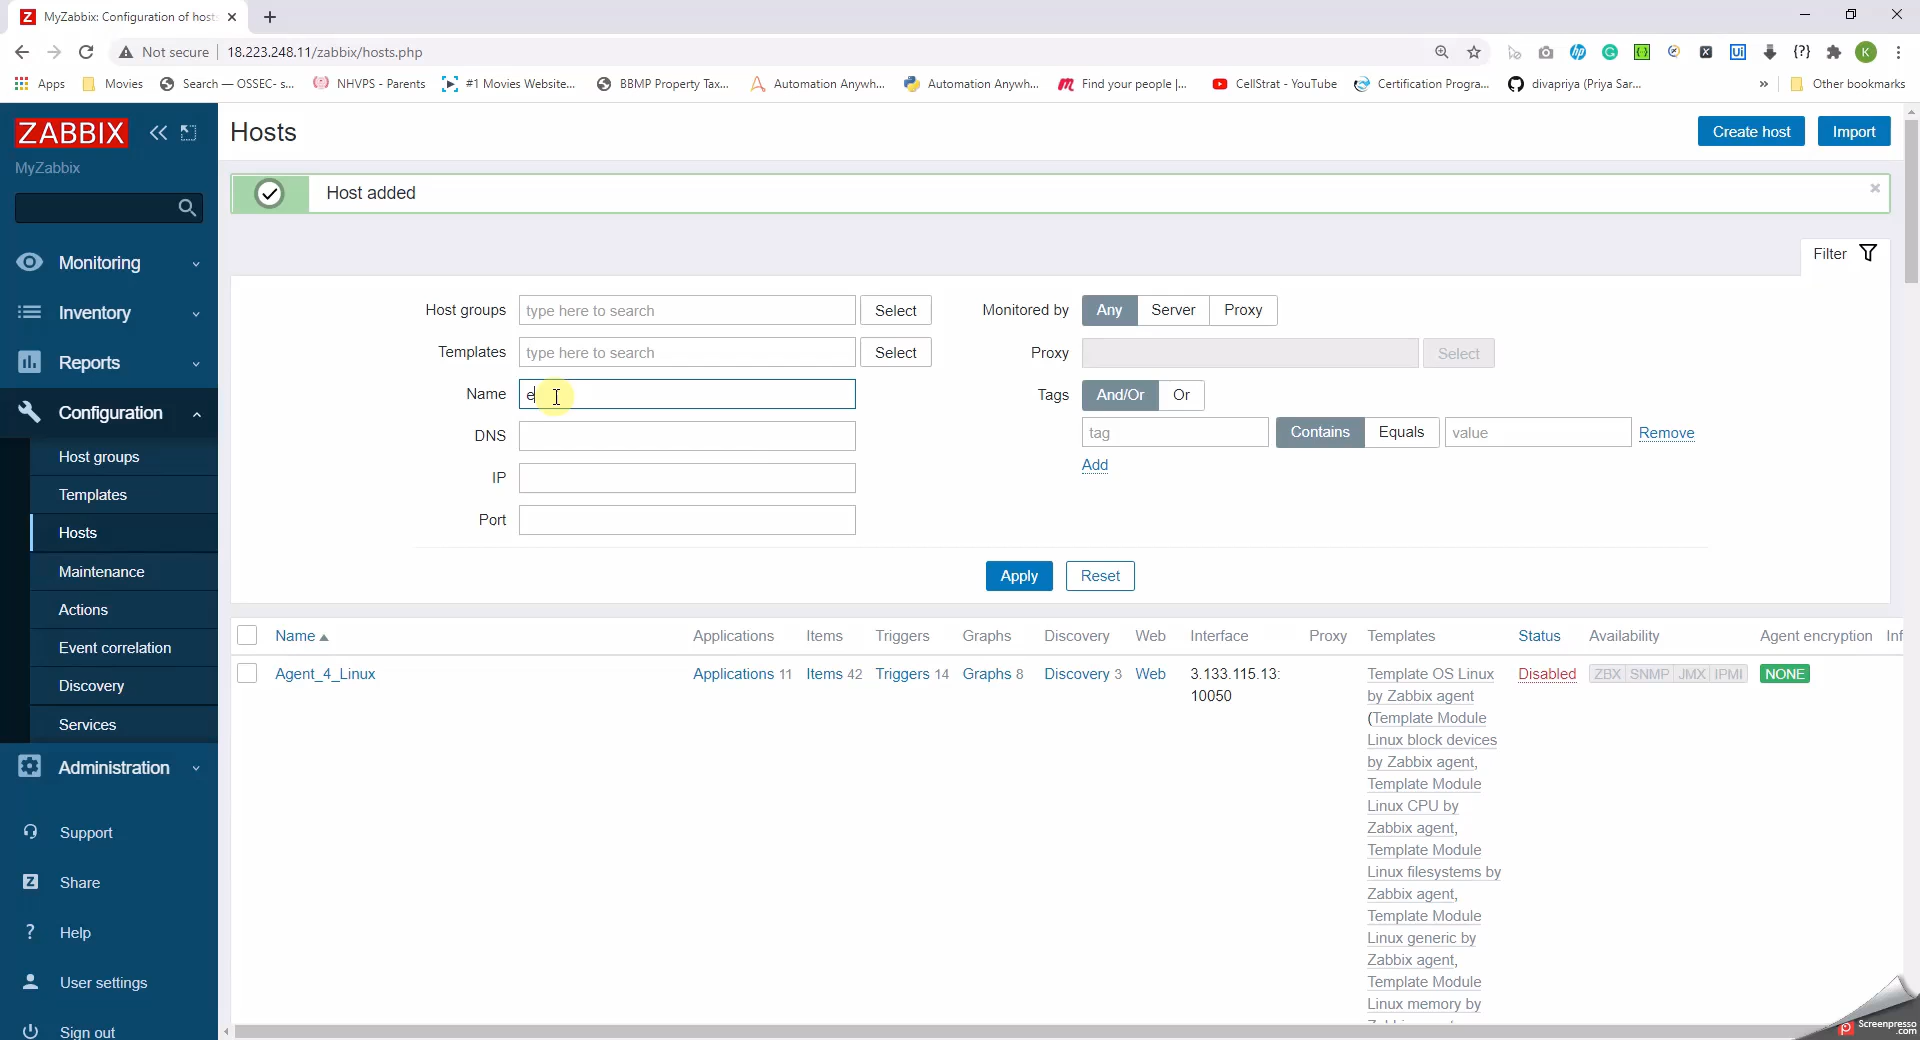 MyZabbix: Configuration of hosts
Not secure 18.223.248.11/zabbix/hosts.php
Apps Movies Search — OSSEC- s... NHVPS - Parents #1 Movies Website... BBMP Property Tax... Automation Anywh... Automation Anywh... Find your people |... CellStrat - YouTube Certification Progra... divapriya (Priya Sar... » Other bookmarks
ZABBIX
MyZabbix
Monitoring
Inventory
Reports
Configuration
Host groups
Templates
Hosts
Maintenance
Actions
Event correlation
Discovery
Services
Administration
Support
Share
Help
User settings
Sign out
Hosts
Create host Import
Host added
Filter
Host groups type here to search Select
Templates type here to search Select
Name e
DNS
IP
Port
Monitored by Any Server Proxy
Proxy Select
Tags And/Or Or
tag Contains Equals value Remove
Add
Apply Reset
Name Applications Items Triggers Graphs Discovery Web Interface Proxy Templates Status Availability Agent encryption Inf
Agent_4_Linux Applications 11 Items 42 Triggers 14 Graphs 8 Discovery 3 Web 3.133.115.13: Template OS Linux Disabled ZBX SNMP JMX IPMI NONE
10050 by Zabbix agent
(Template Module
Linux block devices
by Zabbix agent,
Template Module
Linux CPU by
Zabbix agent,
Template Module
Linux filesystems by
Zabbix agent,
Template Module
Linux generic by
Zabbix agent,
Template Module
Linux memory by
Screenpresso
.com